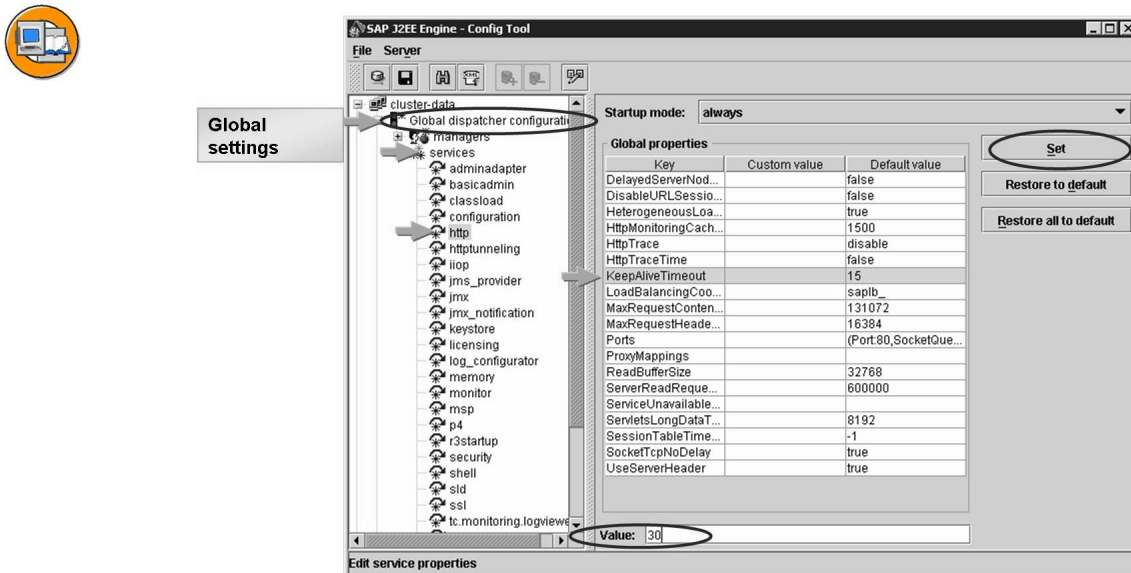 SAP J2EE Engine - Config Tool
File Server
Global
settings
cluster-data
Global dispatcher configuratio
managers
services
adminadapter
basicadmin
classload
configuration
http
httptunneling
iiop
jms_provider
jmx
jmx_notification
keystore
licensing
log_configurator
memory
monitor
msp
p4
r3startup
security
shell
sld
ssl
tc.monitoring.logviewe
Startup mode: always
Global properties
Key Custom value Default value
DelayedServerNod... false
DisableURLSessio... false
HeterogeneousLoa... true
HttpMonitoringCach... 1500
HttpTrace disable
HttpTraceTime false
KeepAliveTimeout 15
LoadBalancingCoo... saplb_
MaxRequestConten... 131072
MaxRequestHeade... 16384
Ports (Port:80,SocketQue...
ProxyMappings
ReadBufferSize 32768
ServerReadReque... 600000
ServiceUnavailable...
ServletsLongDataT... 8192
SessionTableTime... -1
SocketTcpNoDelay true
UseServerHeader true
Set
Restore to default
Restore all to default
Value: 30
Edit service properties